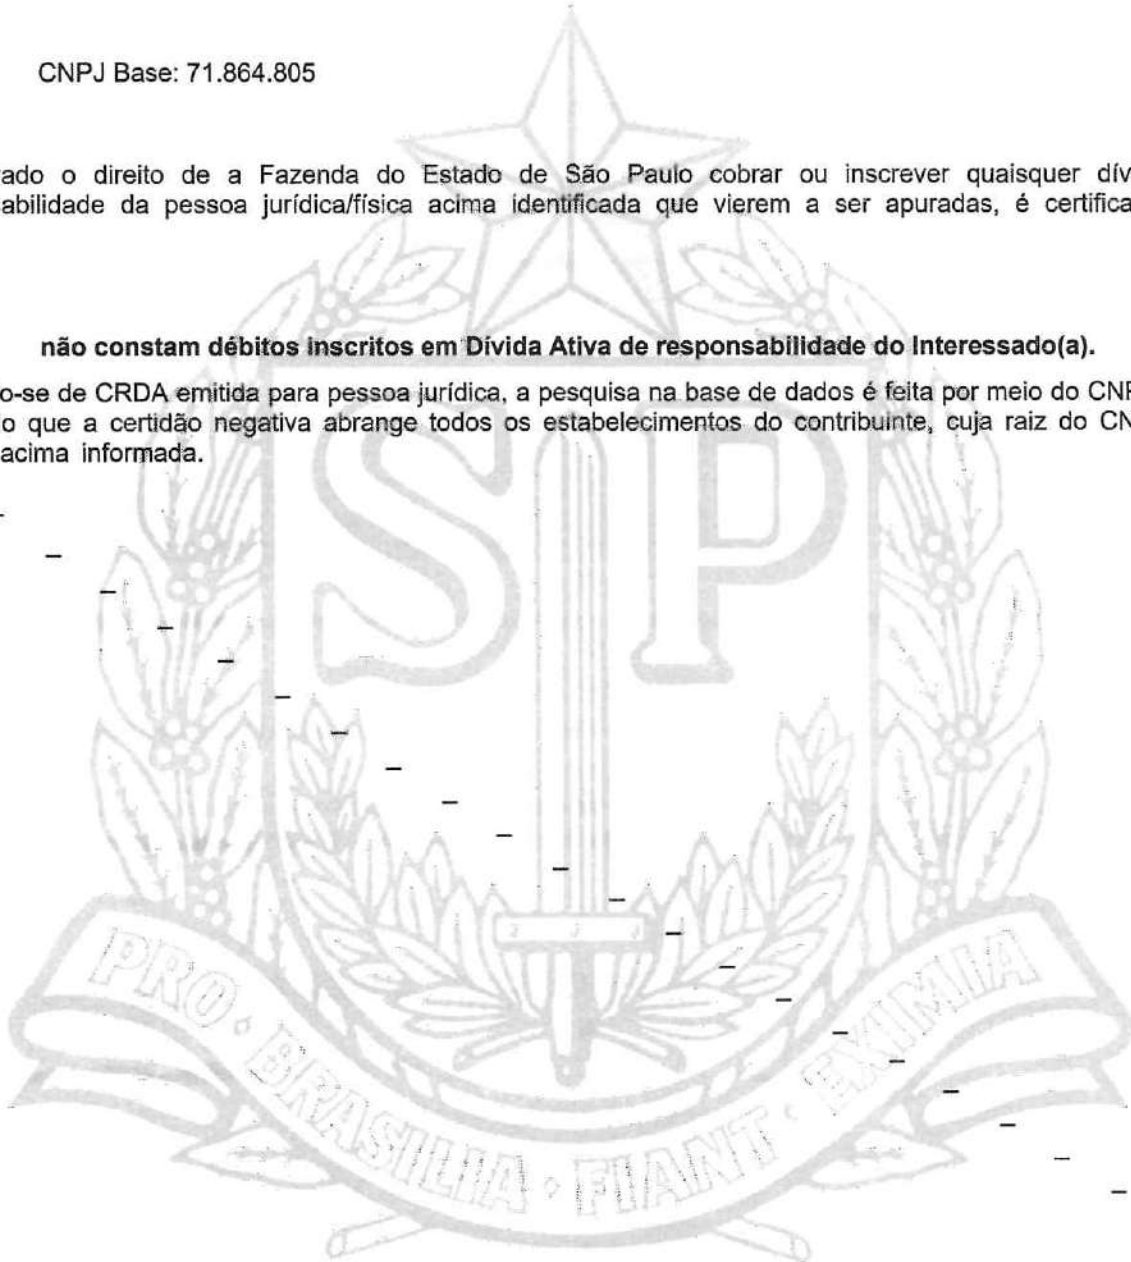 CNPJ Base: 71.864.805
ado o direito de a Fazenda do Estado de São Paulo cobrar ou inscrever quaisquer dív
abilidade da pessoa jurídica/física acima identificada que vierem a ser apuradas, é certifica
não constam débitos inscritos em Dívida Ativa de responsabilidade do Interessado(a).
o-se de CRDA emitida para pessoa jurídica, a pesquisa na base de dados é feita por meio do CNP
o que a certidão negativa abrange todos os estabelecimentos do contribuinte, cuja raiz do CN
acima informada.
SP
PRO · BRASILIA · FIANT · EXIMIA